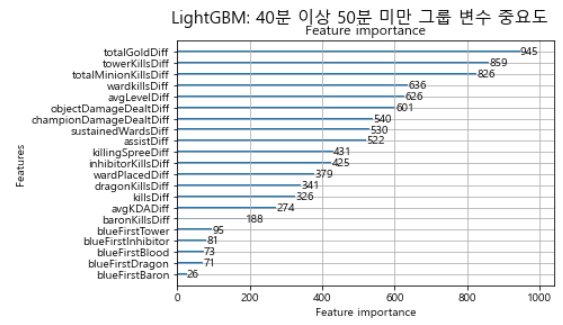 LightGBM: 40분 이상 50분 미만 그룹 변수 중요도
Feature importance
totalGoldDiff 945
towerKillsDiff 859
totalMinionKillsDiff 826
wardkillsDiff 636
avgLevelDiff 626
objectDamageDealtDiff 601
championDamageDealtDiff 540
sustainedWardsDiff 530
assistDiff 522
killingSpreeDiff 431
inhibitorKillsDiff 425
wardPlacedDiff 379
dragonKillsDiff 341
killsDiff 326
avgKDADiff 274
baronKillsDiff 188
blueFirstTower 95
blueFirstInhibitor 81
blueFirstBlood 73
blueFirstDragon 71
blueFirstBaron 26
Features
0 200 400 600 800 1000
Feature importance